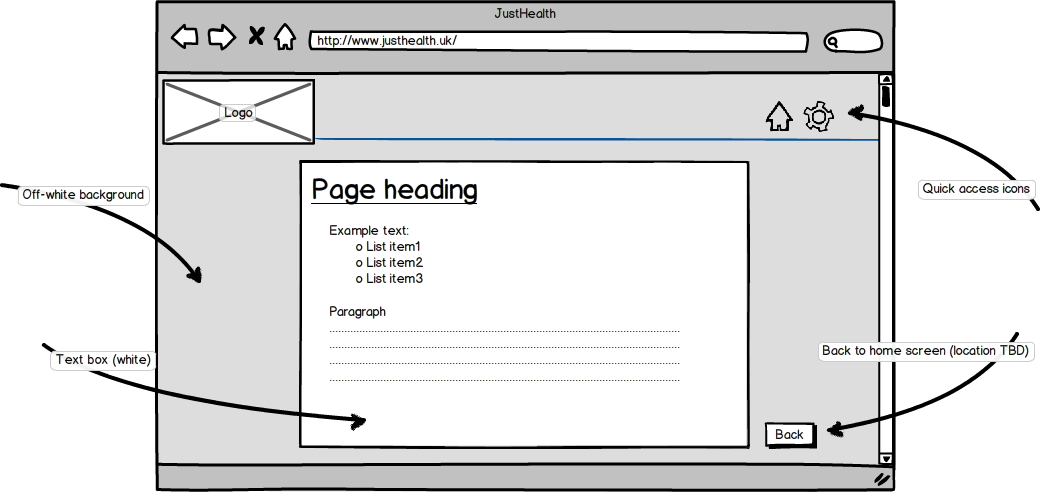 JustHealth
http://www.justhealth.uk/
Logo
Off-white background
Quick access icons
Page heading
Example text:
o List item1
o List item2
o List item3
Paragraph
Text box (white)
Back to home screen (location TBD)
Back